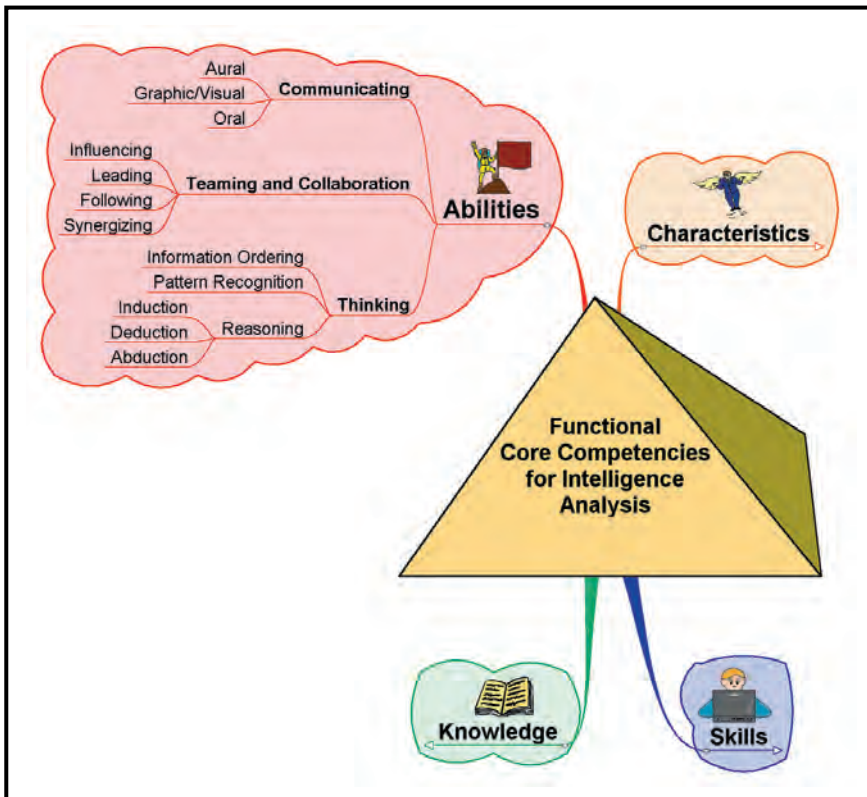 Aural
Graphic/Visual
Oral
Communicating
Influencing
Leading
Following
Synergizing
Teaming and Collaboration
Information Ordering
Pattern Recognition
Induction
Deduction
Abduction
Reasoning
Thinking
Abilities
Characteristics
Functional
Core Competencies
for Intelligence
Analysis
Knowledge
Skills